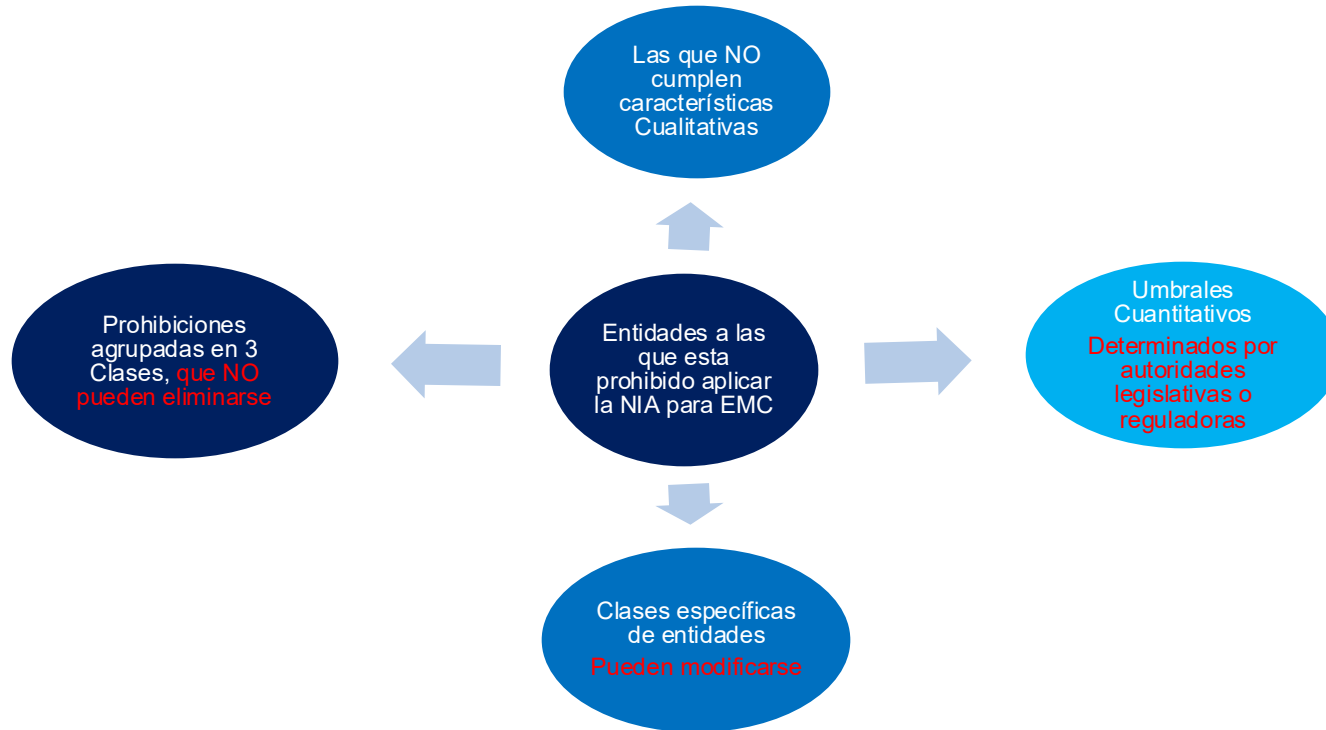 Las que NO
cumplen
características
Cualitativas
Prohibiciones
agrupadas en 3
Clases, que NO
pueden eliminarse
Entidades a las
que esta
prohibido aplicar
la NIA para EMC
Umbrales
Cuantitativos
Determinados por
autoridades
legislativas o
reguladoras
Clases específicas
de entidades
Pueden modificarse